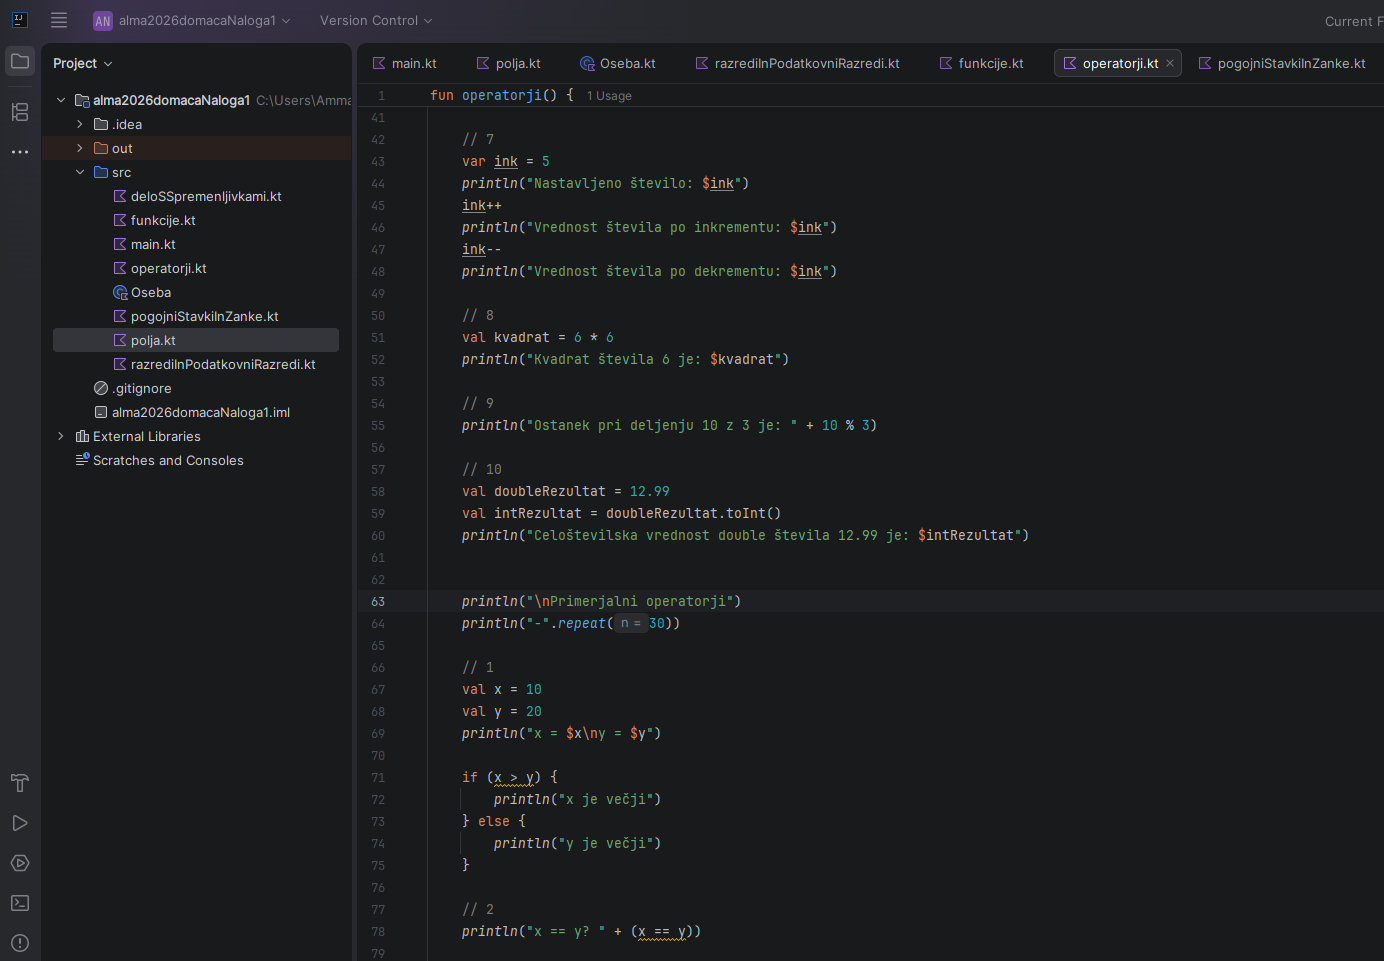 AN alma2026domacaNaloga1 Version Control Current F
Project
main.kt polja.kt Oseba.kt razrediInPodatkovniRazredi.kt funkcije.kt operatorji.kt pogojniStavkiInZanke.kt
alma2026domacaNaloga1 C:\Users\Amma
.idea
out
src
deloSSpremenljivkami.kt
funkcije.kt
main.kt
operatorji.kt
Oseba
pogojniStavkiInZanke.kt
polja.kt
razrediInPodatkovniRazredi.kt
.gitignore
alma2026domacaNaloga1.iml
External Libraries
Scratches and Consoles
1 fun operatorji() { 1 Usage
41
42 // 7
43 var ink = 5
44 println("Nastavljeno število: $ink")
45 ink++
46 println("Vrednost števila po inkrementu: $ink")
47 ink--
48 println("Vrednost števila po dekrementu: $ink")
49
50 // 8
51 val kvadrat = 6 * 6
52 println("Kvadrat števila 6 je: $kvadrat")
53
54 // 9
55 println("Ostanek pri deljenju 10 z 3 je: " + 10 % 3)
56
57 // 10
58 val doubleRezultat = 12.99
59 val intRezultat = doubleRezultat.toInt()
60 println("Celoštevilska vrednost double števila 12.99 je: $intRezultat")
61
62
63 println("\nPrimerjalni operatorji")
64 println("-".repeat( n = 30))
65
66 // 1
67 val x = 10
68 val y = 20
69 println("x = $x\ny = $y")
70
71 if (x > y) {
72 println("x je večji")
73 } else {
74 println("y je večji")
75 }
76
77 // 2
78 println("x == y? " + (x == y))
79